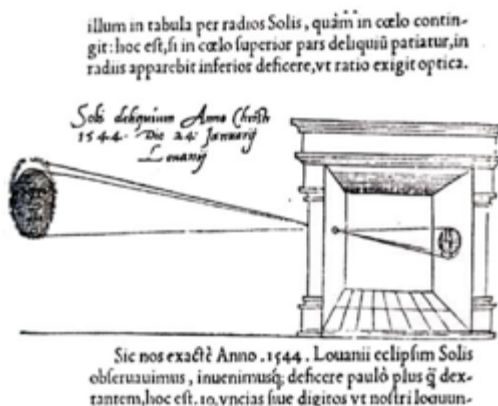 illum in tabula per radios Solis, quàm in cœlo contin-
git: hoc eſt, ſi in cœlo ſuperior pars deliquiū patiatur, in
radiis apparebit inferior deficere, vt ratio exigit optica.
Solis deliquium Anno Chriſti
1544. Die 24. Januarij
Louanij
Sic nos exactè Anno .1544. Louanii eclipſim Solis
obſeruauimus, inuenimusq; deficere paulò plus q̄ dex-
tantem, hoc eſt. 10. vncias ſiue digitos vt noſtri loquun-